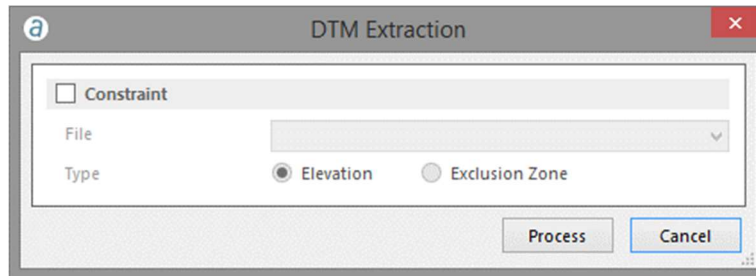 DTM Extraction
Constraint
File
Type Elevation Exclusion Zone
Process Cancel